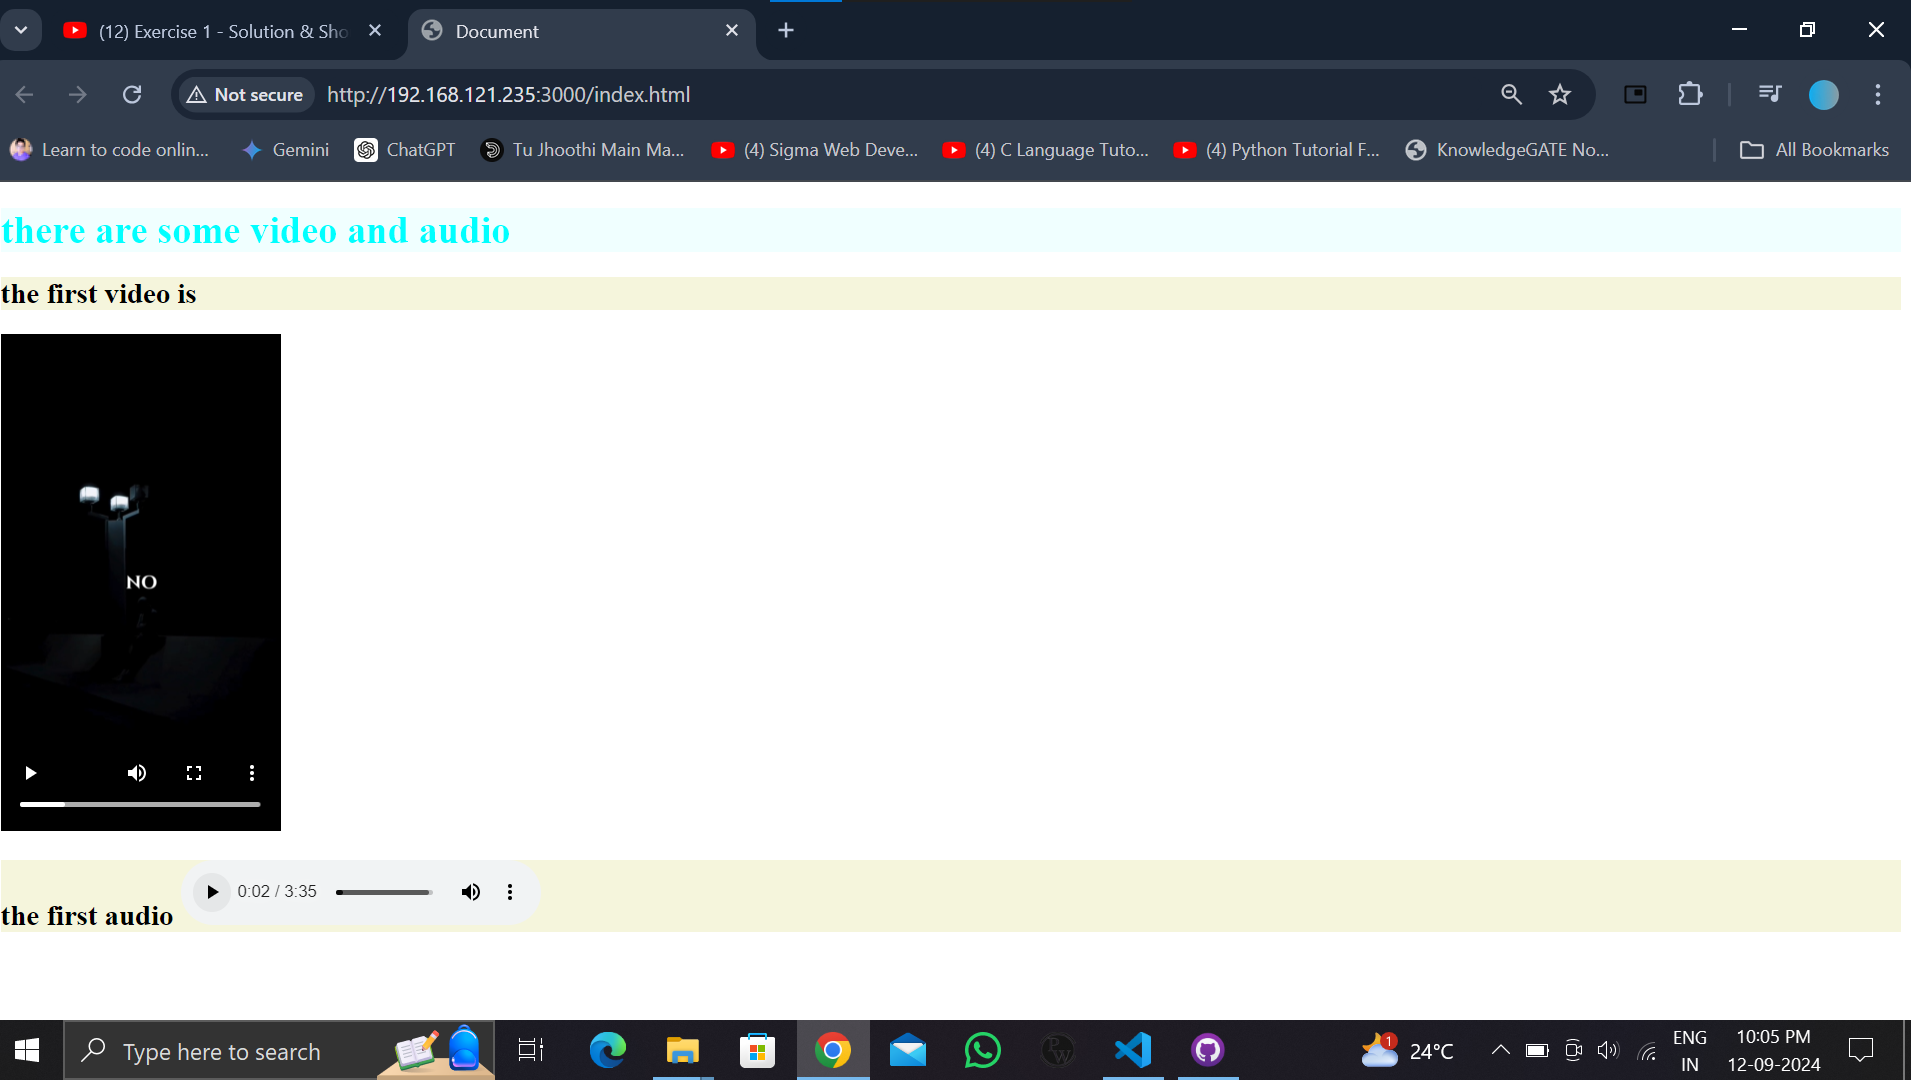 (12) Exercise 1 - Solution & Sho
Document
Not secure
http://192.168.121.235:3000/index.html
Learn to code onlin...
Gemini
ChatGPT
Tu Jhoothi Main Ma...
(4) Sigma Web Deve...
(4) C Language Tuto...
(4) Python Tutorial F...
KnowledgeGATE No...
All Bookmarks
there are some video and audio
the first video is
NO
the first audio
0:02 / 3:35
Type here to search
PW
1
24°C
ENG
IN
10:05 PM
12-09-2024